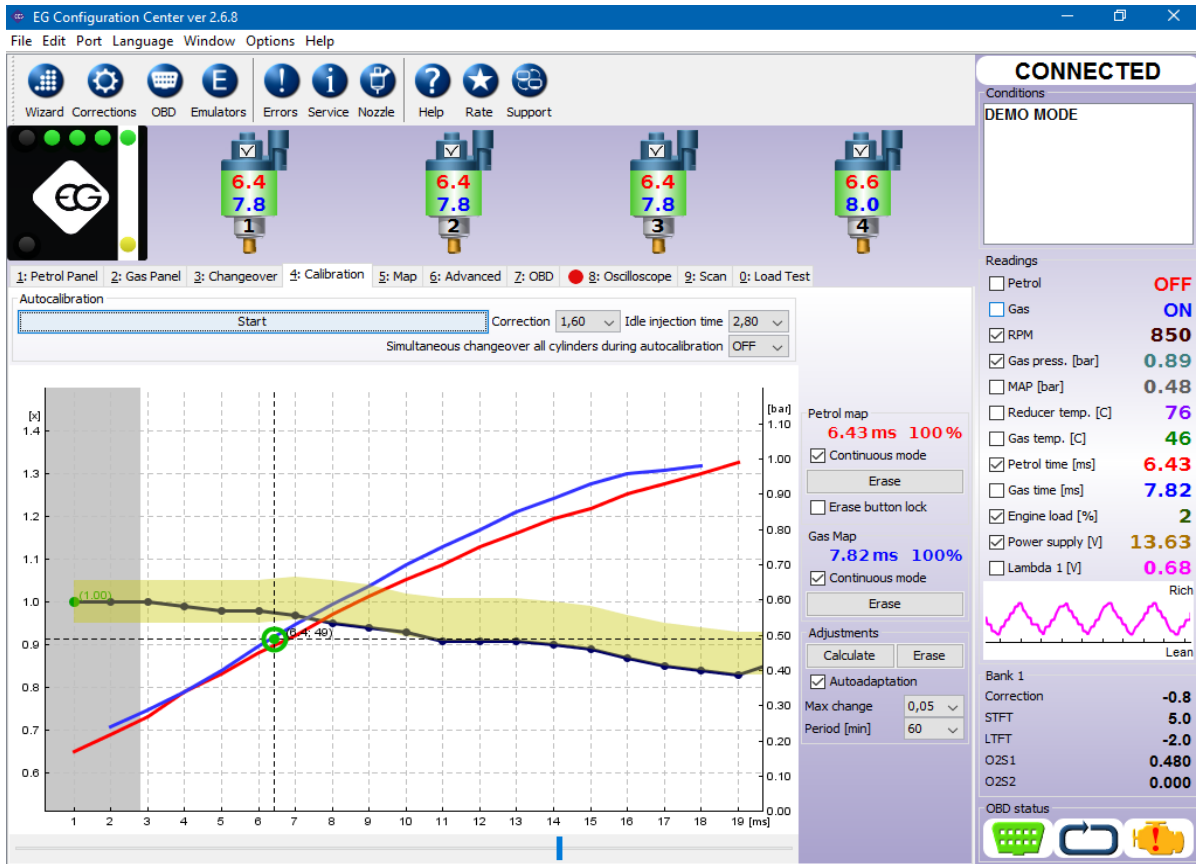 EG Configuration Center ver 2.6.8
File Edit Port Language Window Options Help
Wizard Corrections OBD Emulators Errors Service Nozzle Help Rate Support
E
EG
6.4
7.8
1
6.4
7.8
2
6.4
7.8
3
6.6
8.0
4
1: Petrol Panel 2: Gas Panel 3: Changeover 4: Calibration 5: Map 6: Advanced 7: OBD 8: Oscilloscope 9: Scan 0: Load Test
Autocalibration
Start Correction 1,60 Idle injection time 2,80
Simultaneous changeover all cylinders during autocalibration OFF
[x]
1.4
1.3
1.2
1.1
1.0
0.9
0.8
0.7
0.6
(1.00)
(6.4; 49)
[bar]
1.10
1.00
0.90
0.80
0.70
0.60
0.50
0.40
0.30
0.20
0.10
0.00
1 2 3 4 5 6 7 8 9 10 11 12 13 14 15 16 17 18 19 [ms]
Petrol map
6.43 ms 100 %
Continuous mode
Erase
Erase button lock
Gas Map
7.82 ms 100%
Continuous mode
Erase
Adjustments
Calculate Erase
Autoadaptation
Max change 0,05
Period [min] 60
CONNECTED
Conditions
DEMO MODE
Readings
Petrol OFF
Gas ON
RPM 850
Gas press. [bar] 0.89
MAP [bar] 0.48
Reducer temp. [C] 76
Gas temp. [C] 46
Petrol time [ms] 6.43
Gas time [ms] 7.82
Engine load [%] 2
Power supply [V] 13.63
Lambda 1 [V] 0.68
Rich
Lean
Bank 1
Correction -0.8
STFT 5.0
LTFT -2.0
O2S1 0.480
O2S2 0.000
OBD status